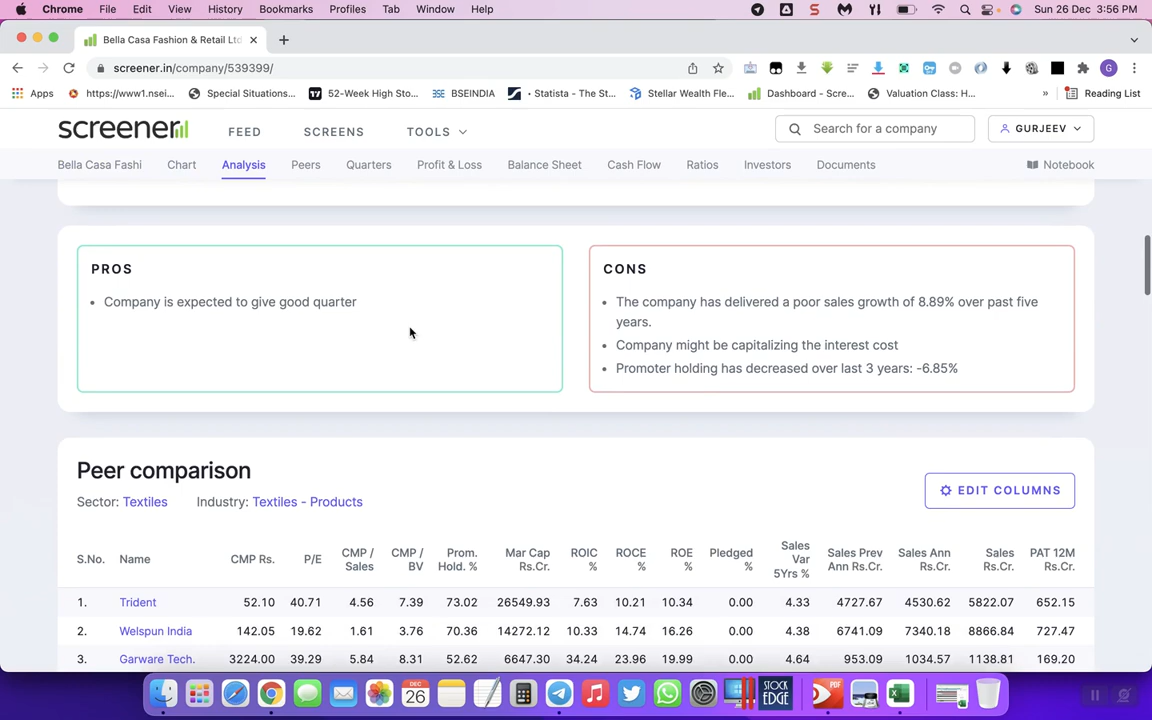 Chrome File Edit View History Bookmarks Profiles Tab Window Help Sun 26 Dec 3:56 PM
Bella Casa Fashion & Retail Ltd
screener.in/company/539399/
Apps https://www1.nsei... Special Situations... 52-Week High Sto... BSEINDIA • Statista - The St... Stellar Wealth Fle... Dashboard - Scre... Valuation Class: H... » Reading List
screener FEED SCREENS TOOLS Search for a company GURJEEV
Bella Casa Fashi Chart Analysis Peers Quarters Profit & Loss Balance Sheet Cash Flow Ratios Investors Documents Notebook
PROS
• Company is expected to give good quarter
CONS
• The company has delivered a poor sales growth of 8.89% over past five
years.
• Company might be capitalizing the interest cost
• Promoter holding has decreased over last 3 years: -6.85%
Peer comparison
Sector: Textiles Industry: Textiles - Products
EDIT COLUMNS
S.No. Name CMP Rs. P/E CMP / Sales CMP / BV Prom. Hold. % Mar Cap Rs.Cr. ROIC % ROCE % ROE % Pledged % Sales Var 5Yrs % Sales Prev Ann Rs.Cr. Sales Ann Rs.Cr. Sales Rs.Cr. PAT 12M Rs.Cr.
1. Trident 52.10 40.71 4.56 7.39 73.02 26549.93 7.63 10.21 10.34 0.00 4.33 4727.67 4530.62 5822.07 652.15
2. Welspun India 142.05 19.62 1.61 3.76 70.36 14272.12 10.33 14.74 16.26 0.00 4.38 6741.09 7340.18 8866.84 727.47
3. Garware Tech. 3224.00 39.29 5.84 8.31 52.62 6647.30 34.24 23.96 19.99 0.00 4.64 953.09 1034.57 1138.81 169.20
DEC
26
STOCK
EDGE
PDF